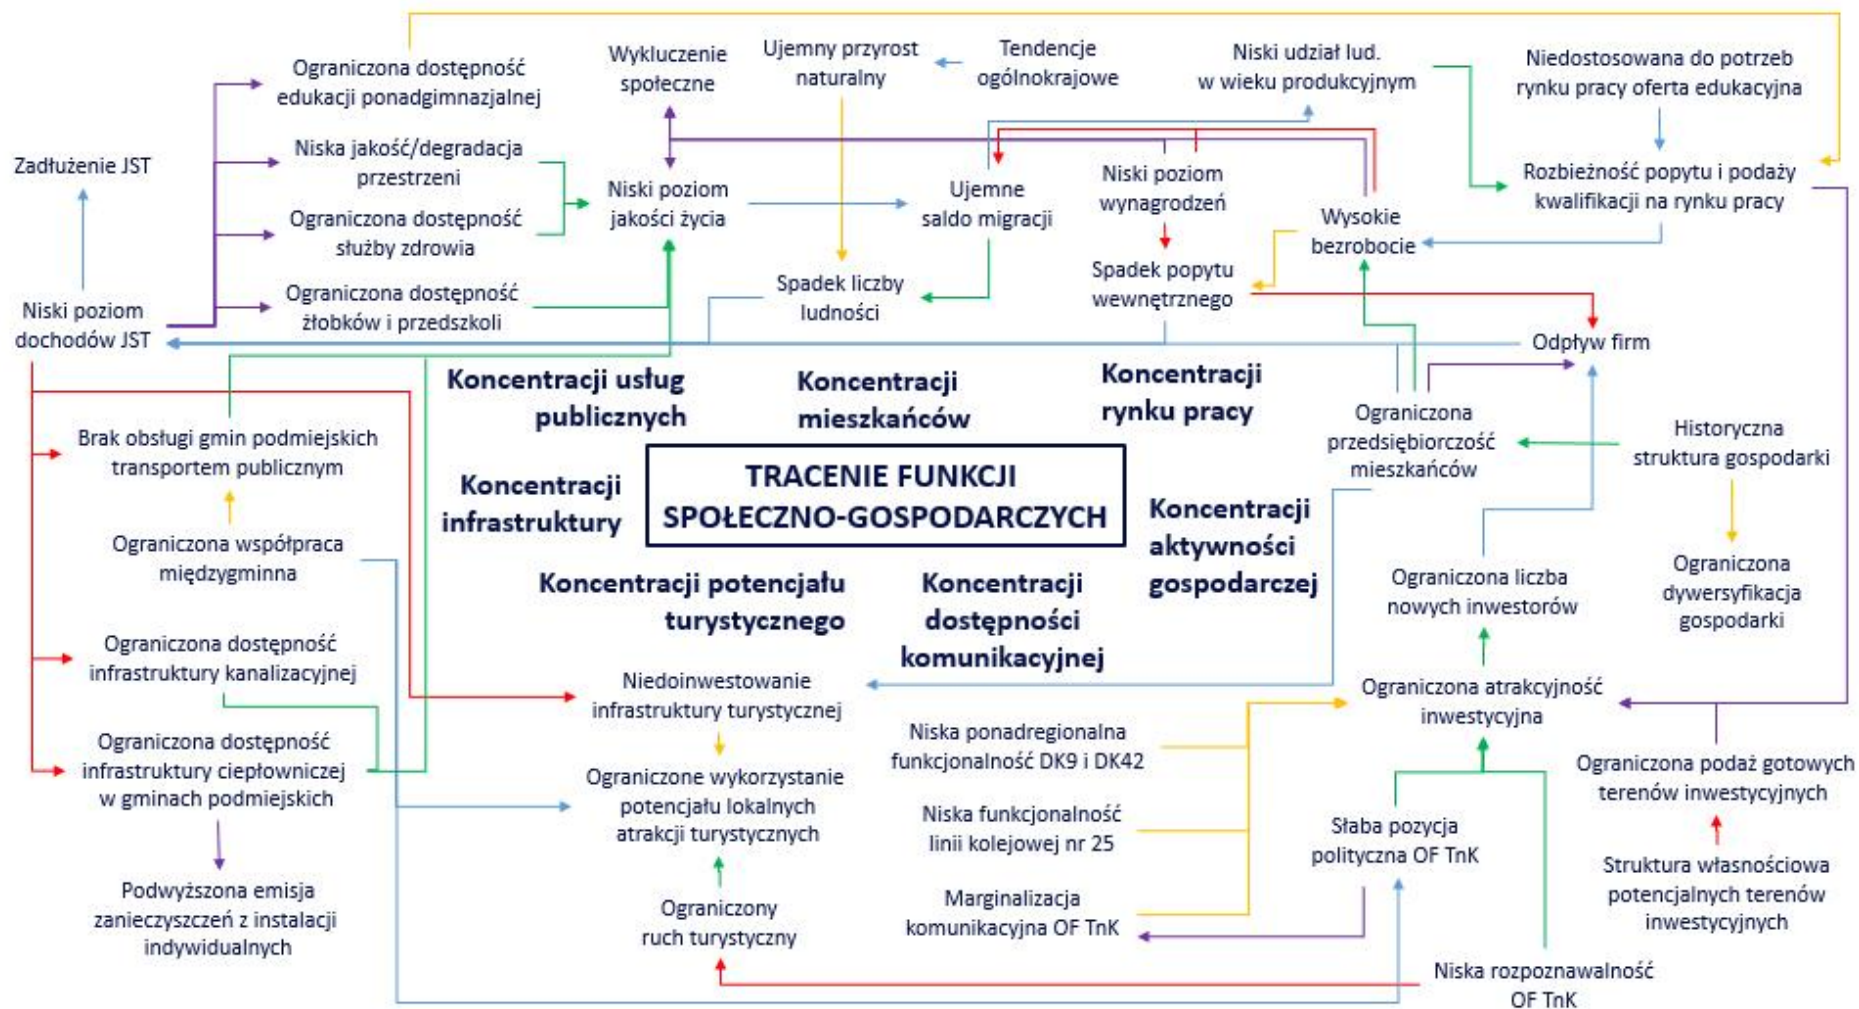 Ograniczona dostępność
edukacji ponadgimnazjalnej
Wykluczenie
społeczne
Ujemny przyrost
naturalny
Tendencje
ogólnokrajowe
Niski udział lud.
w wieku produkcyjnym
Niedostosowana do potrzeb
rynku pracy oferta edukacyjna
Zadłużenie JST
Niska jakość/degradacja
przestrzeni
Ograniczona dostępność
służby zdrowia
Niski poziom
jakości życia
Ujemne
saldo migracji
Niski poziom
wynagrodzeń
Wysokie
bezrobocie
Rozbieżność popytu i podaży
kwalifikacji na rynku pracy
Niski poziom
dochodów JST
Ograniczona dostępność
żłobków i przedszkoli
Spadek liczby
ludności
Spadek popytu
wewnętrznego
Odpływ firm
Koncentracji usług
publicznych
Koncentracji
mieszkańców
Koncentracji
rynku pracy
Brak obsługi gmin podmiejskich
transportem publicznym
Ograniczona
przedsiębiorczość
mieszkańców
Historyczna
struktura gospodarki
Koncentracji
infrastruktury
TRACENIE FUNKCJI
SPOŁECZNO-GOSPODARCZYCH
Koncentracji
aktywności
gospodarczej
Ograniczona współpraca
międzygminna
Koncentracji potencjału
turystycznego
Koncentracji
dostępności
komunikacyjnej
Ograniczona liczba
nowych inwestorów
Ograniczona
dywersyfikacja
gospodarki
Ograniczona dostępność
infrastruktury kanalizacyjnej
Niedoinwestowanie
infrastruktury turystycznej
Ograniczona atrakcyjność
inwestycyjna
Ograniczona dostępność
infrastruktury ciepłowniczej
w gminach podmiejskich
Ograniczone wykorzystanie
potencjału lokalnych
atrakcji turystycznych
Niska ponadregionalna
funkcjonalność DK9 i DK42
Ograniczona podaż gotowych
terenów inwestycyjnych
Niska funkcjonalność
linii kolejowej nr 25
Słaba pozycja
polityczna OF TnK
Struktura własnościowa
potencjalnych terenów
inwestycyjnych
Podwyższona emisja
zanieczyszczeń z instalacji
indywidualnych
Ograniczony
ruch turystyczny
Marginalizacja
komunikacyjna OF TnK
Niska rozpoznawalność
OF TnK